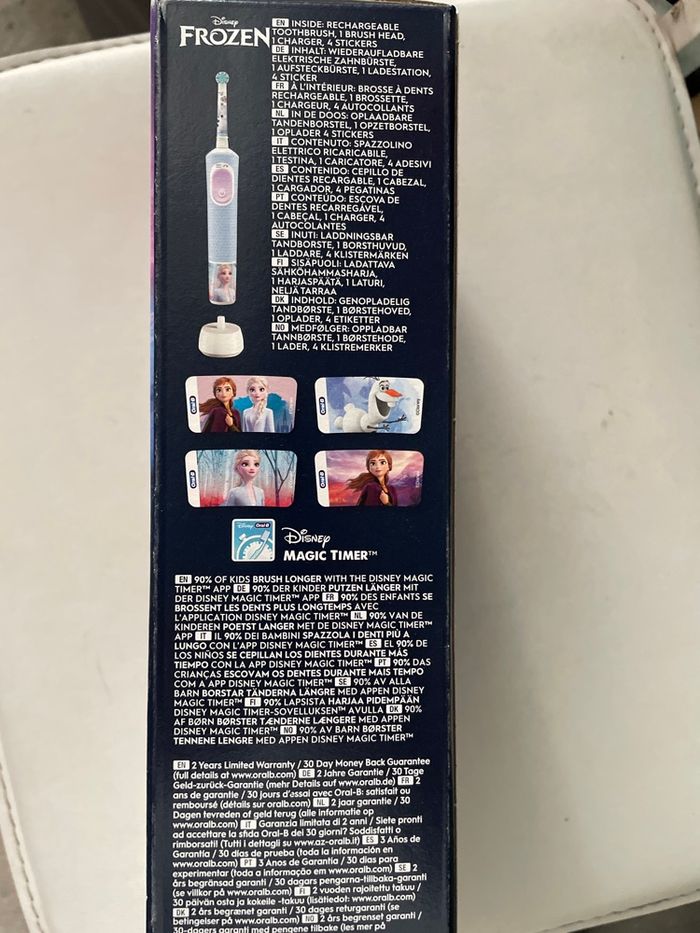 Disney
FROZEN
EN INSIDE: RECHARGEABLE
TOOTHBRUSH, 1 BRUSH HEAD,
1 CHARGER, 4 STICKERS
DE INHALT: WIEDERAUFLADBARE
ELEKTRISCHE ZAHNBÜRSTE,
1 AUFSTECKBÜRSTE, 1 LADESTATION,
4 STICKER
FR À L'INTÉRIEUR: BROSSE À DENTS
RECHARGEABLE, 1 BROSSETTE,
1 CHARGEUR, 4 AUTOCOLLANTS
NL IN DE DOOS: OPLAADBARE
TANDENBORSTEL, 1 OPZETBORSTEL,
1 OPLADER 4 STICKERS
IT CONTENUTO: SPAZZOLINO
ELETTRICO RICARICABILE,
1 TESTINA, 1 CARICATORE, 4 ADESIVI
ES CONTENIDO: CEPILLO DE
DIENTES RECARGABLE, 1 CABEZAL,
1 CARGADOR, 4 PEGATINAS
PT CONTEÚDO: ESCOVA DE
DENTES RECARREGÁVEL,
1 CABEÇAL, 1 CHARGER, 4
AUTOCOLANTES
SE INUTI: LADDNINGSBAR
TANDBORSTE, 1 BORSTHUVUD,
1 LADDARE, 4 KLISTERMÄRKEN
FI SISÄPUOLI: LADATTAVA
SÄHKÖHAMMASHARJA,
1 HARJASPÄÄTÄ, 1 LATURI,
NELJÄ TARRAA
DK INDHOLD: GENOPLADELIG
TANDBØRSTE, 1 BØRSTEHOVED,
1 OPLADER, 4 ETIKETTER
NO MEDFØLGER: OPPLADBAR
TANNBØRSTE, 1 BØRSTEHODE,
1 LADER, 4 KLISTREMERKER
Oral-B
Oral-B
Oral-B
Oral-B
Disney Oral-B
Disney
MAGIC TIMER™
EN 90% OF KIDS BRUSH LONGER WITH THE DISNEY MAGIC
TIMER™ APP DE 90% DER KINDER PUTZEN LÄNGER MIT
DER DISNEY MAGIC TIMER™ APP FR 90% DES ENFANTS SE
BROSSENT LES DENTS PLUS LONGTEMPS AVEC
L'APPLICATION DISNEY MAGIC TIMER™ NL 90% VAN DE
KINDEREN POETST LANGER MET DE DISNEY MAGIC TIMER™
APP IT IL 90% DEI BAMBINI SPAZZOLA I DENTI PIÙ A
LUNGO CON L'APP DISNEY MAGIC TIMER™ ES EL 90% DE
LOS NIÑOS SE CEPILLAN LOS DIENTES DURANTE MÁS
TIEMPO CON LA APP DISNEY MAGIC TIMER™ PT 90% DAS
CRIANÇAS ESCOVAM OS DENTES DURANTE MAIS TEMPO
COM A APP DISNEY MAGIC TIMER™ SE 90% AV ALLA
BARN BORSTAR TÄNDERNA LÄNGRE MED APPEN DISNEY
MAGIC TIMER™ FI 90% LAPSISTA HARJAA PIDEMPÄÄN
DISNEY MAGIC TIMER-SOVELLUKSEN™ AVULLA DK 90%
AF BØRN BØRSTER TÆNDERNE LÆNGERE MED APPEN
DISNEY MAGIC TIMER™ NO 90% AV BARN BØRSTER
TENNENE LENGRE MED APPEN DISNEY MAGIC TIMER™
EN 2 Years Limited Warranty / 30 Day Money Back Guarantee
(full details at www.oralb.com) DE 2 Jahre Garantie / 30 Tage
Geld-zurück-Garantie (mehr Details auf www.oralb.de) FR 2
ans de garantie / 30 jours d'essai avec Oral-B: satisfait ou
remboursé (détails sur oralb.com) NL 2 jaar garantie / 30
Dagen tevreden of geld terug (alle informatie op
www.oralb.com) IT Garanzia limitata di 2 anni / Siete pronti
ad accettare la sfida Oral-B dei 30 giorni? Soddisfatti o
rimborsati! (Tutti i dettagli su www.az-oralb.it) ES 3 Años de
Garantía / 30 días de prueba (toda la información en
www.oralb.com) PT 3 Anos de Garantia / 30 dias para
experimentar (toda a informação em www.oralb.com) SE 2
års begränsad garanti / 30 dagars pengarna-tillbaka-garanti
(se villkor på www.oralb.com) FI 2 vuoden rajoitettu takuu /
30 päivän osta ja kokeile -takuu (lisätiedot: www.oralb.com)
DK 2 års begrænset garanti / 30 dages returgaranti (se
betingelser på www.oralb.com) NO 2 års begrenset garanti /
30-dagers garanti med pengene tilbake (les mer på